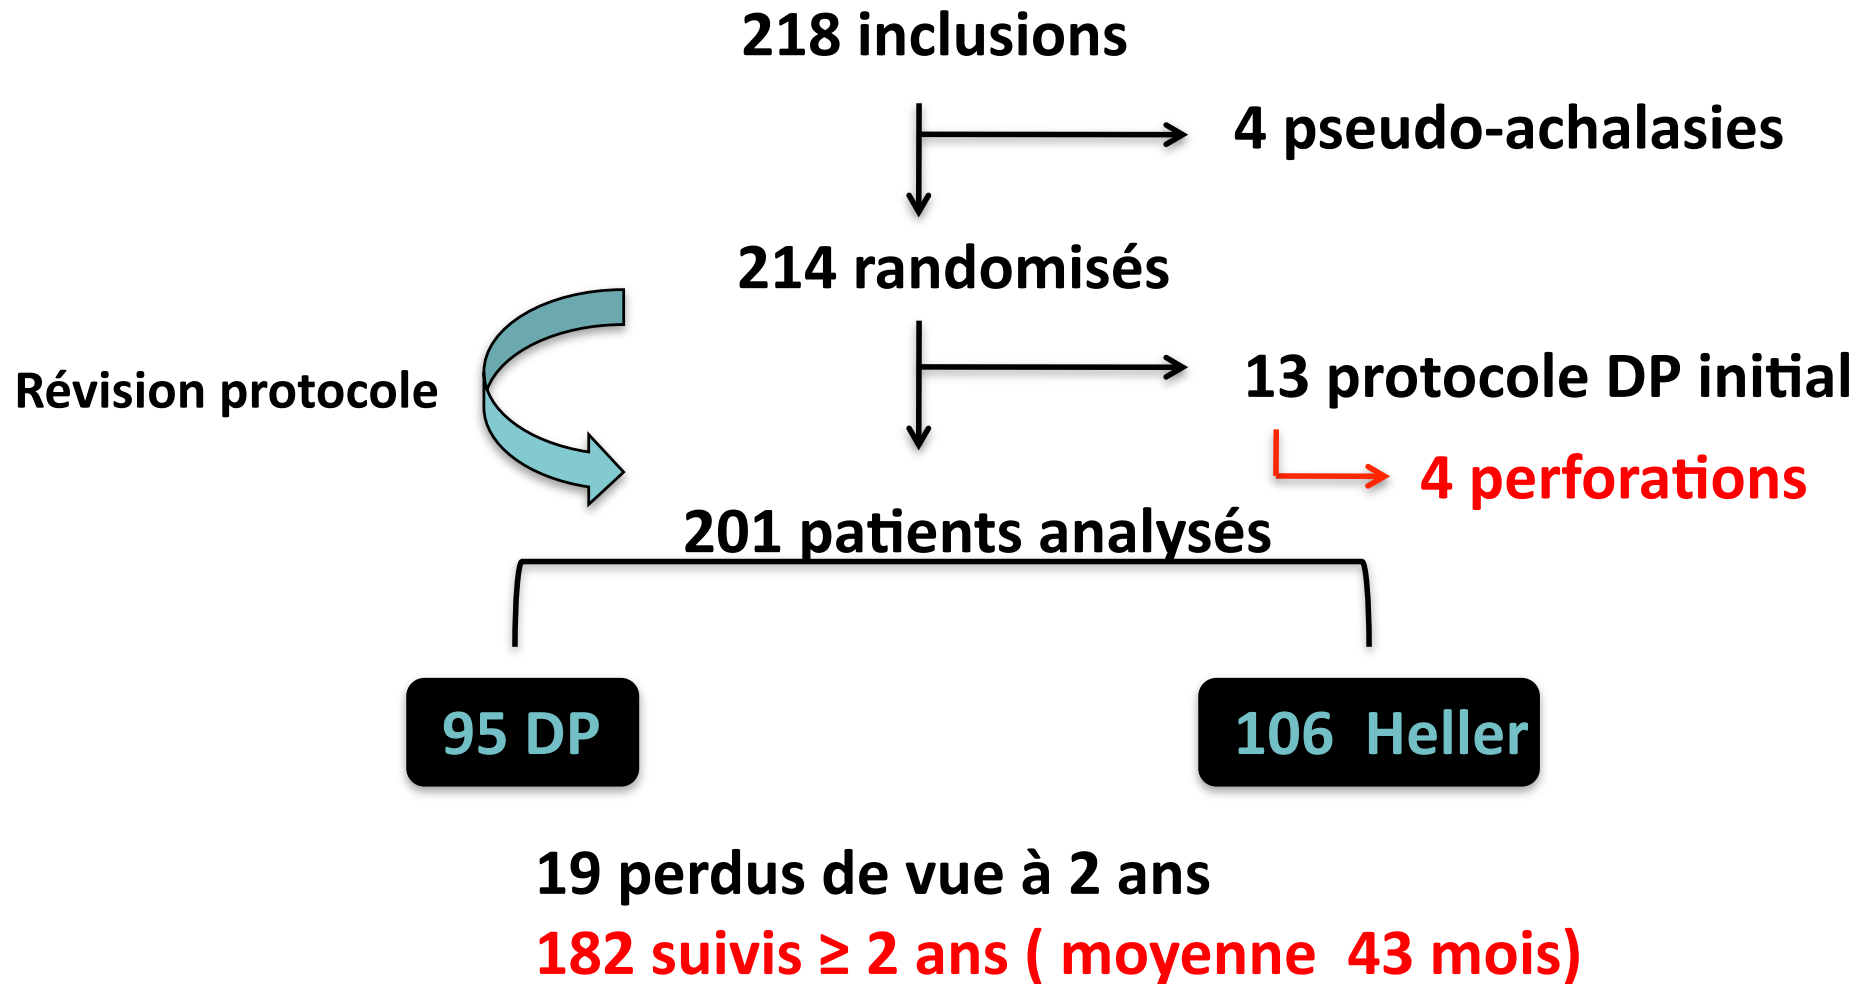 218 inclusions
4 pseudo-achalasies
214 randomisés
Révision protocole
13 protocole DP initial
4 perforations
201 patients analysés
95 DP
106 Heller
19 perdus de vue à 2 ans
182 suivis ≥ 2 ans ( moyenne 43 mois)